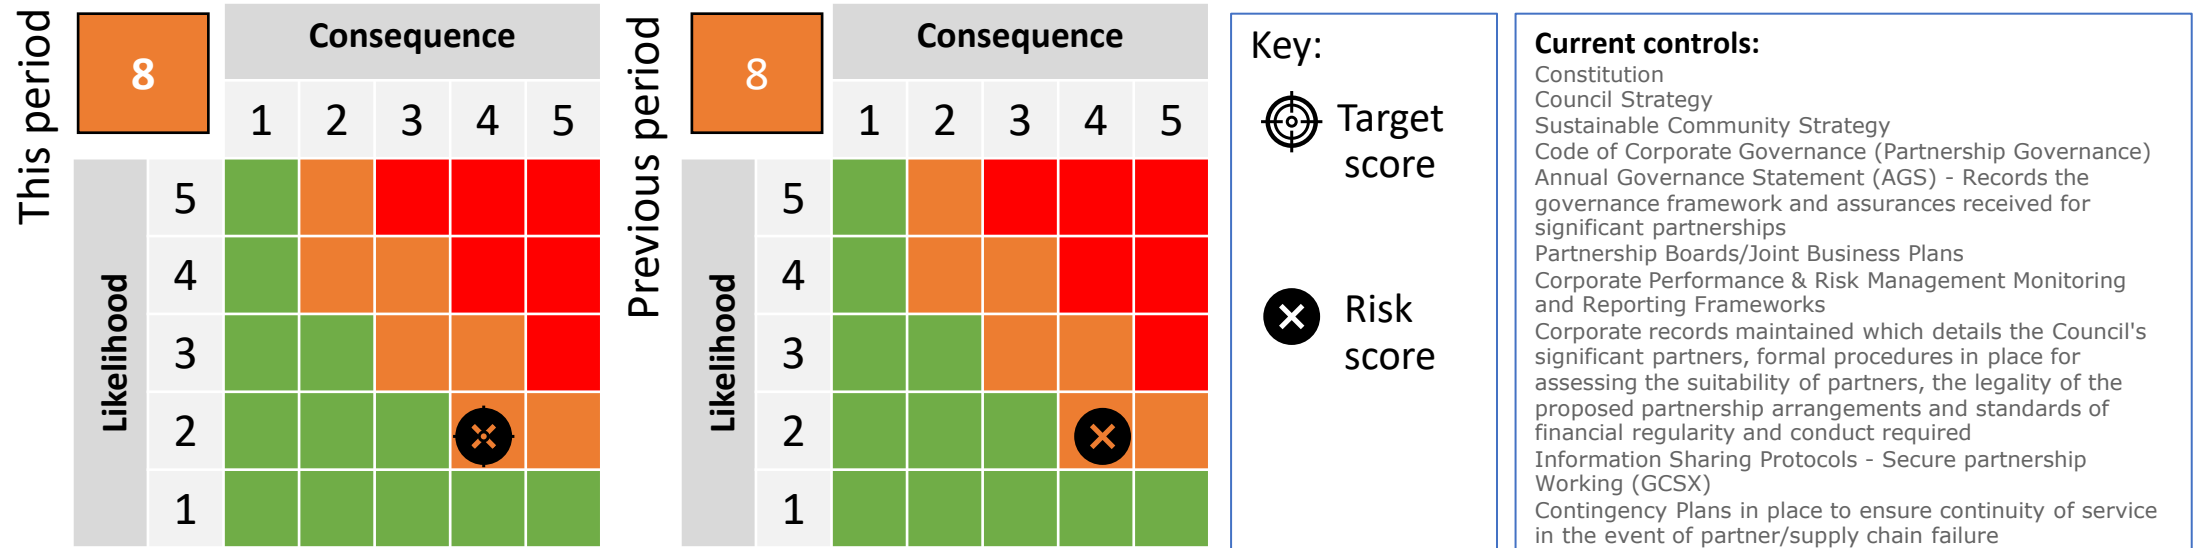 This period
8
Consequence
1 2 3 4 5
Likelihood
5
4
3
2
1
Previous period
8
Consequence
1 2 3 4 5
Likelihood
5
4
3
2
1
Key:
Target
score
Risk
score
Current controls:
Constitution
Council Strategy
Sustainable Community Strategy
Code of Corporate Governance (Partnership Governance)
Annual Governance Statement (AGS) - Records the
governance framework and assurances received for
significant partnerships
Partnership Boards/Joint Business Plans
Corporate Performance & Risk Management Monitoring
and Reporting Frameworks
Corporate records maintained which details the Council's
significant partners, formal procedures in place for
assessing the suitability of partners, the legality of the
proposed partnership arrangements and standards of
financial regularity and conduct required
Information Sharing Protocols - Secure partnership
Working (GCSX)
Contingency Plans in place to ensure continuity of service
in the event of partner/supply chain failure